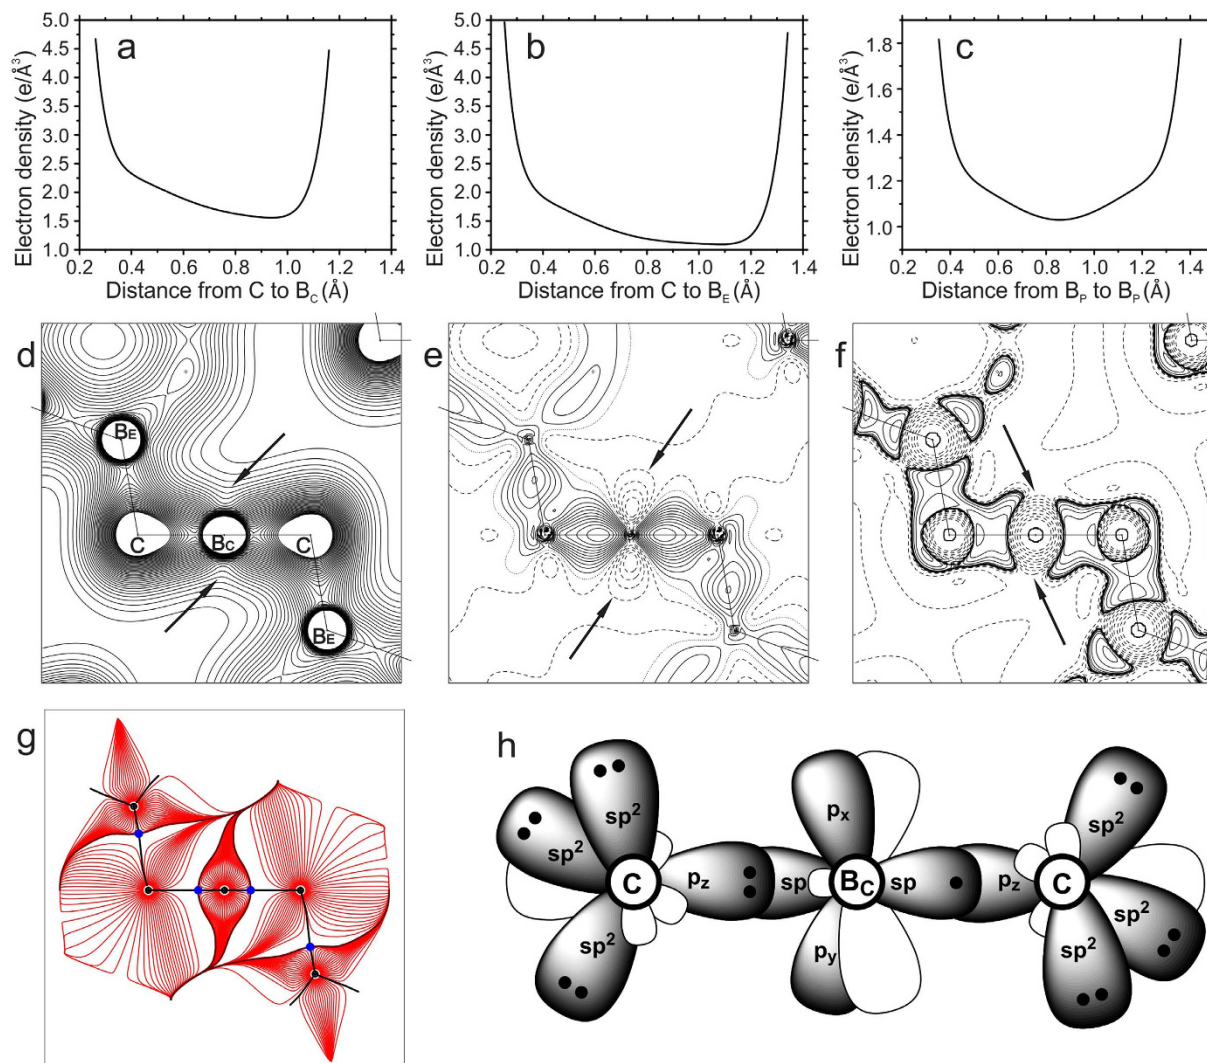 a
Electron density (e/Å³)
5.0
4.5
4.0
3.5
3.0
2.5
2.0
1.5
1.0
0.2 0.4 0.6 0.8 1.0 1.2 1.4
Distance from C to B_C (Å)
b
Electron density (e/Å³)
5.0
4.5
4.0
3.5
3.0
2.5
2.0
1.5
1.0
0.2 0.4 0.6 0.8 1.0 1.2 1.4
Distance from C to B_E (Å)
c
Electron density (e/Å³)
1.8
1.6
1.4
1.2
1.0
0.2 0.4 0.6 0.8 1.0 1.2 1.4
Distance from B_P to B_P (Å)
d
B_E
C B_C C
B_E
e
f
g
h
sp² p_x sp²
sp² sp²
C p_z sp B_C sp p_z C
sp² p_y sp²